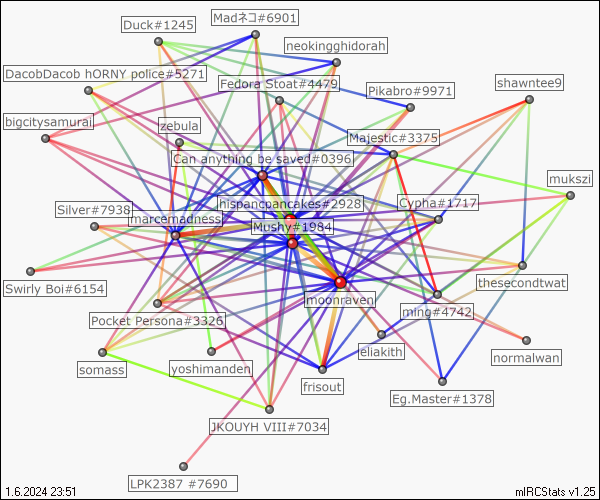 Madネコ#6901
Duck#1245
neokingghidorah
DacobDacob hORNY police#5271
Fedora Stoat#4479
Pikabro#9971
shawntee9
bigcitysamurai
zebula
Majestic#3375
Can anything be saved#0396
mukszi
Silver#7938
hispancpancakes#2928
Cypha#1717
marcemadness
Mushy#1984
Swirly Boi#6154
moonraven
thesecondtwat
Pocket Persona#3326
ming#4742
somass
yoshimanden
eliakith
normalwan
frisout
Eg.Master#1378
JKOUYH VIII#7034
LPK2387 #7690
1.6.2024 23:51
mIRCStats v1.25